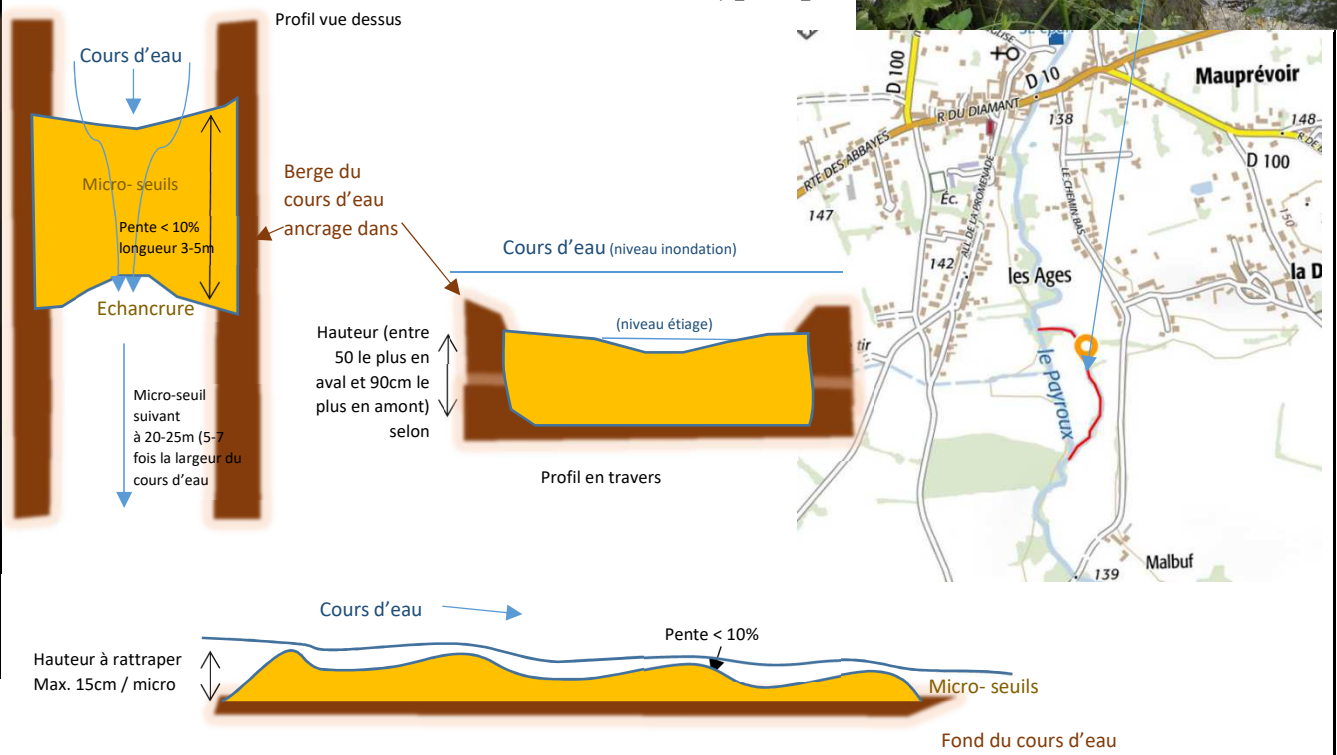 Profil vue dessus
Cours d'eau
Micro- seuils
Pente < 10%
longueur 3-5m
Echancrure
Micro-seuil
suivant
à 20-25m (5-7
fois la largeur du
cours d'eau
Berge du
cours d'eau
ancrage dans
Cours d'eau (niveau inondation)
(niveau étiage)
Hauteur (entre
50 le plus en
aval et 90cm le
plus en amont)
selon
Profil en travers
D 100
D 10
Mauprévoir
R DU DIAMANT
138
148
RTE DES ABBAYES
D 100
Éc.
ALL DE LA PROMENADE
LE CHEMIN BAS
147
150
142
les Ages
la D
tir
le Payroux
Malbuf
139
Cours d'eau
Pente < 10%
Hauteur à rattraper
Max. 15cm / micro
Micro- seuils
Fond du cours d'eau